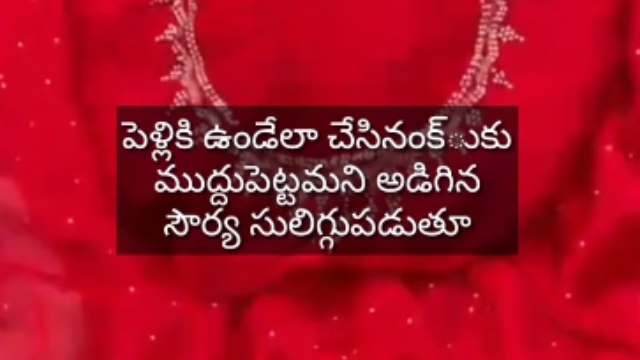 పెళ్లికి ఉండేలా చేసినంక్ుకు
ముద్దుపెట్టమని అడిగిన
సౌర్య సులిగ్గుపడుతూ